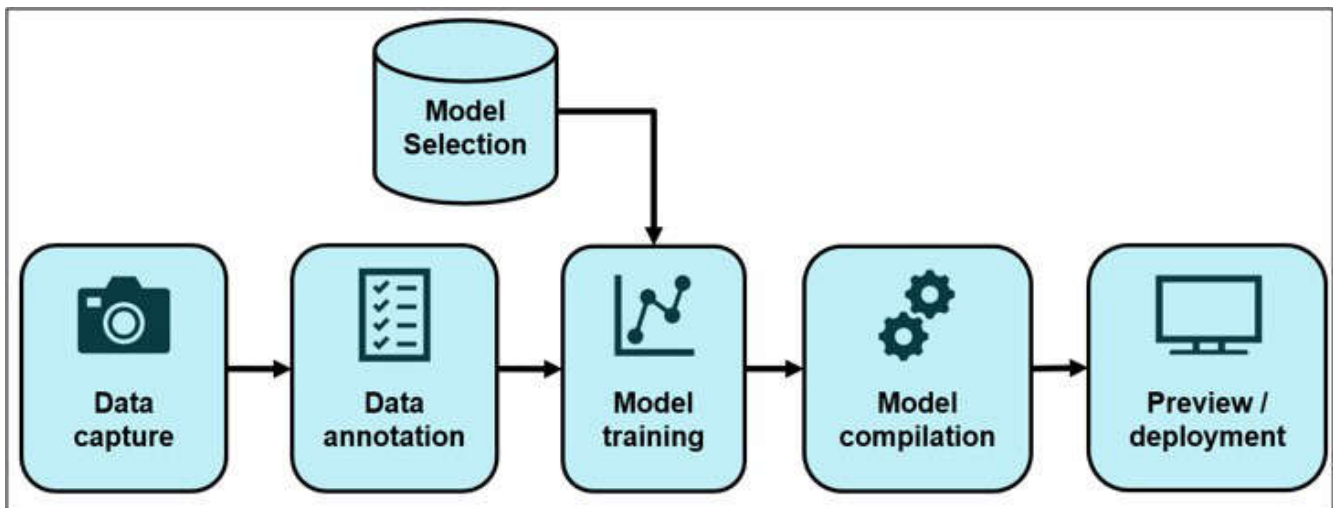 Model
Selection
Data
capture
Data
annotation
Model
training
Model
compilation
Preview /
deployment